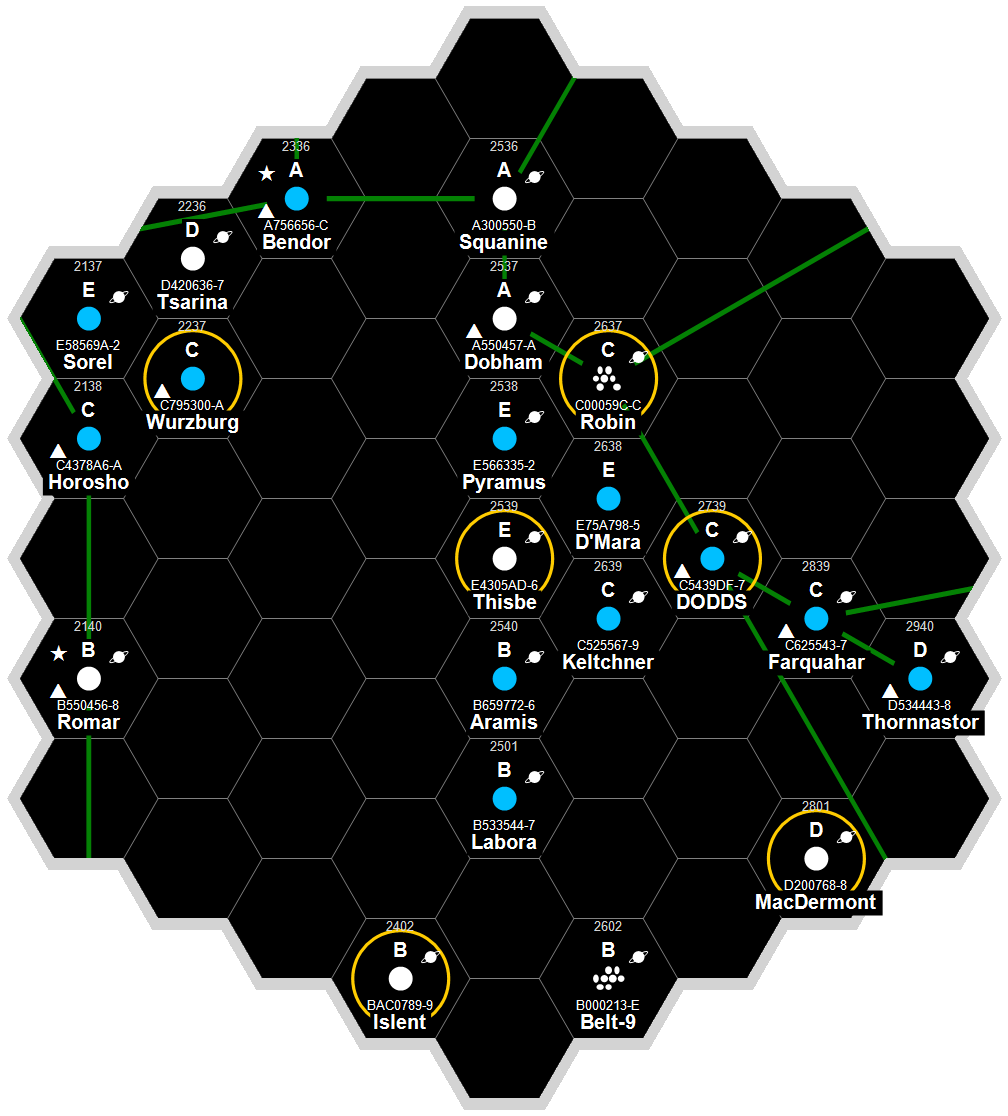 2336
A
A756656-C
Bendor
2536
A
A300550-B
Squanine
2236
D
D420636-7
Tsarina
2137
E
E58569A-2
Sorel
2537
A
A550457-A
Dobham
2237
C
C795300-A
Wurzburg
2637
C
C00059C-C
Robin
2138
C
C4378A6-A
Horosho
2538
E
E566335-2
Pyramus
2638
E
E75A798-5
D'Mara
2539
E
E4305AD-6
Thisbe
2739
C
C5439DF-7
DODDS
2639
C
C525567-9
Keltchner
2839
C
C625543-7
Farquahar
2140
B
B550456-8
Romar
2540
B
B659772-6
Aramis
2940
D
D534443-8
Thornnastor
2501
B
B533544-7
Labora
2801
D
D200768-8
MacDermont
2402
B
BAC0789-9
Islent
2602
B
B000213-E
Belt-9